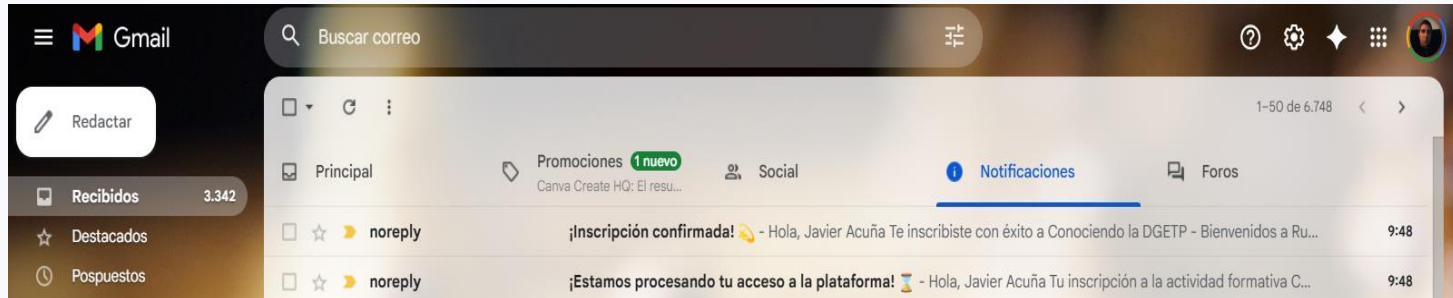 Gmail
Buscar correo
Redactar
1–50 de 6.748
Principal
Promociones 1 nuevo
Canva Create HQ: El resu...
Social
Notificaciones
Foros
Recibidos 3.342
Destacados
Pospuestos
noreply ¡Inscripción confirmada! 💫 - Hola, Javier Acuña Te inscribiste con éxito a Conociendo la DGETP - Bienvenidos a Ru... 9:48
noreply ¡Estamos procesando tu acceso a la plataforma! ⌛ - Hola, Javier Acuña Tu inscripción a la actividad formativa C... 9:48